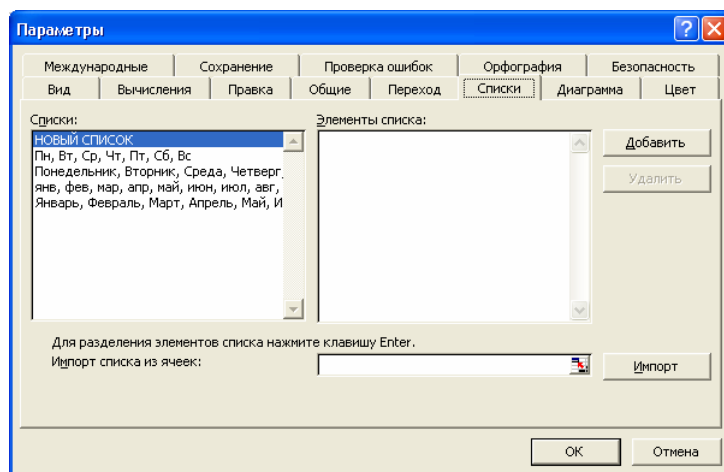 Параметры
Международные Сохранение Проверка ошибок Орфография Безопасность
Вид Вычисления Правка Общие Переход Списки Диаграмма Цвет
Списки:
Элементы списка:
НОВЫЙ СПИСОК
Пн, Вт, Ср, Чт, Пт, Сб, Вс
Понедельник, Вторник, Среда, Четверг,
янв, фев, мар, апр, май, июн, июл, авг,
Январь, Февраль, Март, Апрель, Май, И
Добавить
Удалить
Для разделения элементов списка нажмите клавишу Enter.
Импорт списка из ячеек:
Импорт
ОК
Отмена